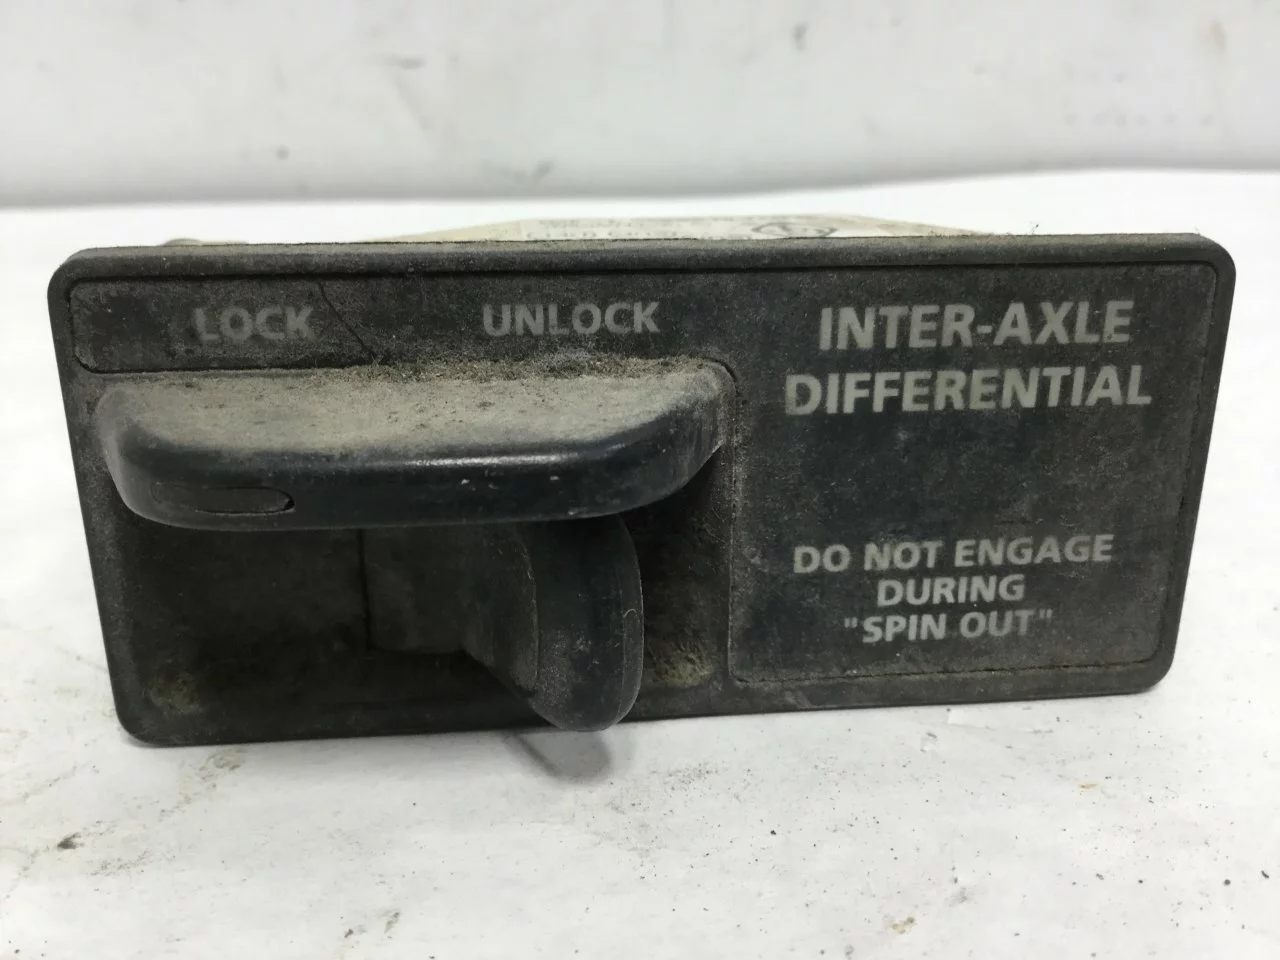 LOCK UNLOCK
INTER-AXLE
DIFFERENTIAL
DO NOT ENGAGE
DURING
"SPIN OUT"